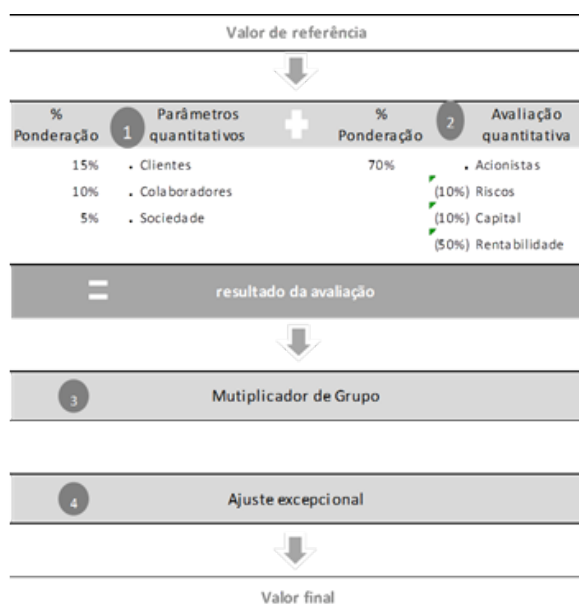 Valor de referência
% Ponderação 1 Parâmetros quantitativos + % Ponderação 2 Avaliação quantitativa
15% . Clientes 70% . Acionistas
10% . Colaboradores (10%) Riscos
5% . Sociedade (10%) Capital
(50%) Rentabilidade
= resultado da avaliação
3 Mutiplicador de Grupo
4 Ajuste excepcional
Valor final